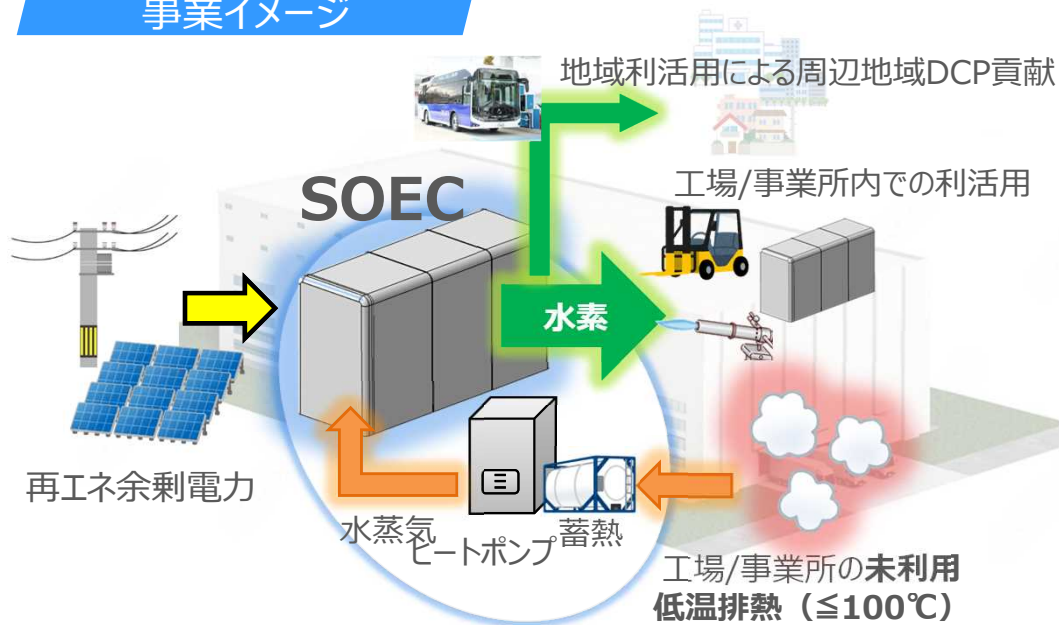 事業イメージ
地域利活用による周辺地域DCP貢献
工場/事業所内での利活用
SOEC
水素
再エネ余剰電力
水蒸気
ヒートポンプ
蓄熱
工場/事業所の未利用
低温排熱（≦100℃）